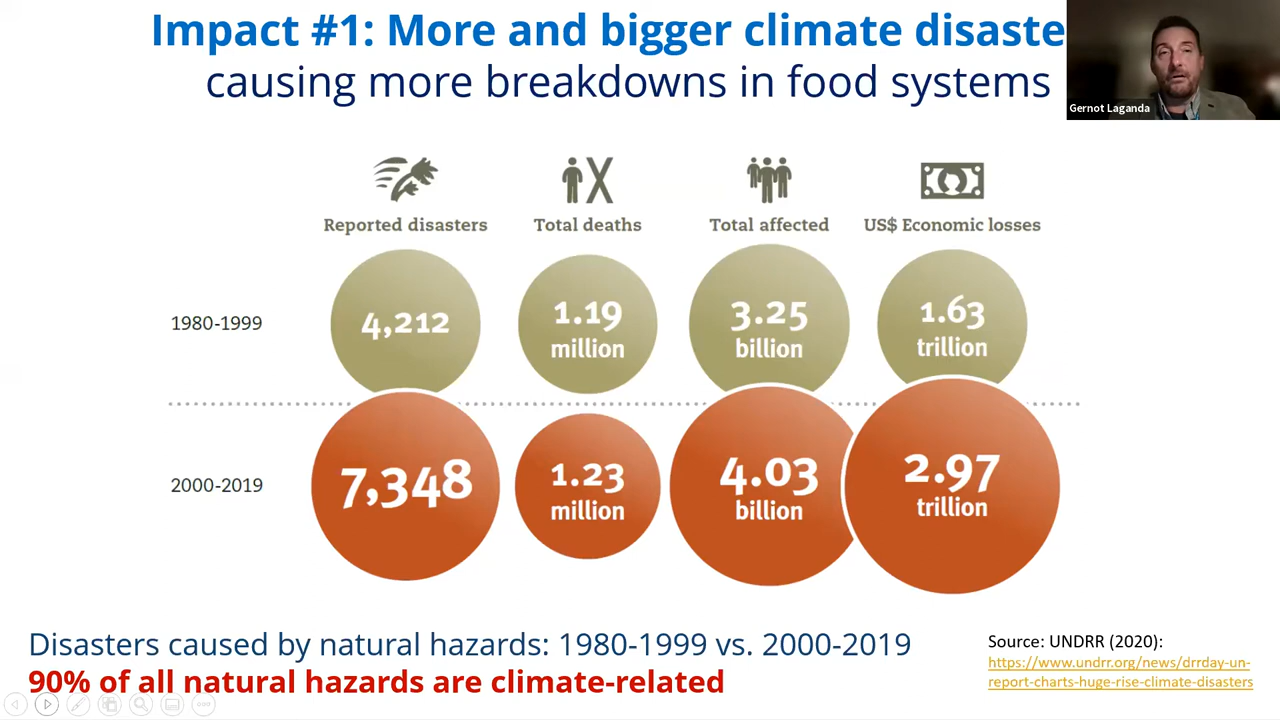 Impact #1: More and bigger climate disaste
causing more breakdowns in food systems
Gernot Laganda
Reported disasters
Total deaths
Total affected
US$ Economic losses
1980-1999
4,212
1.19
million
3.25
billion
1.63
trillion
2000-2019
7,348
1.23
million
4.03
billion
2.97
trillion
Disasters caused by natural hazards: 1980-1999 vs. 2000-2019
90% of all natural hazards are climate-related
Source: UNDRR (2020):
https://www.undrr.org/news/drrday-un-
report-charts-huge-rise-climate-disasters